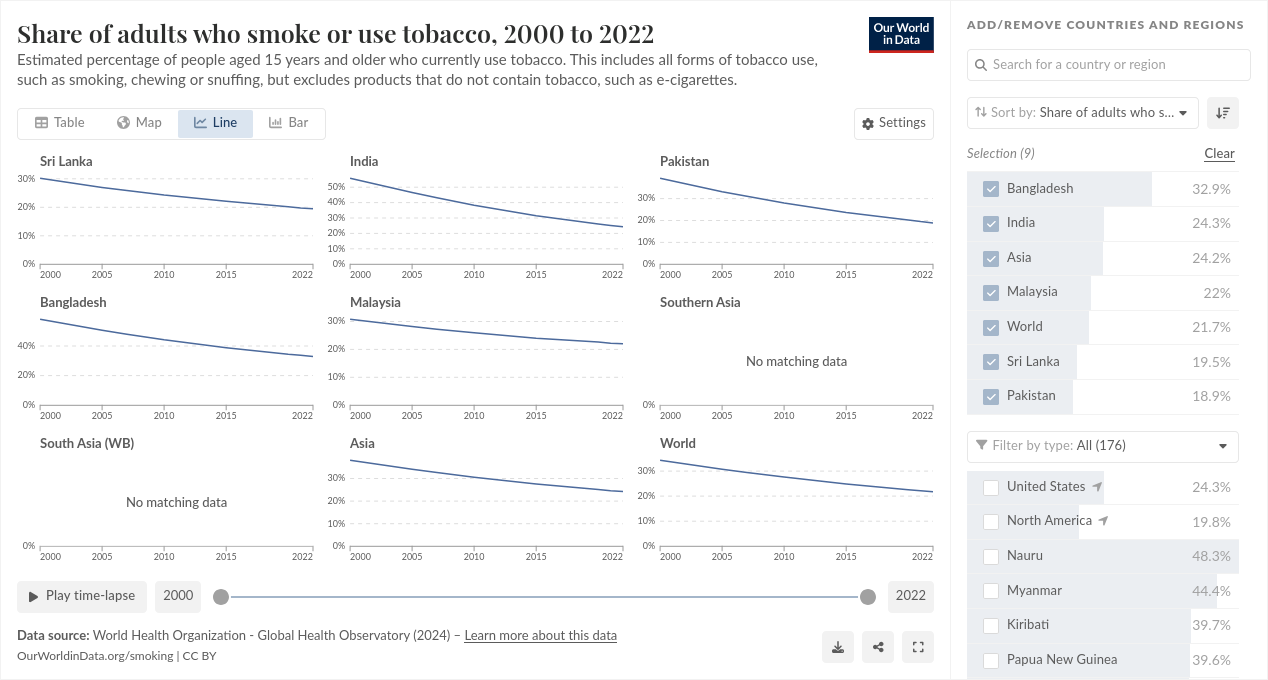 Share of adults who smoke or use tobacco, 2000 to 2022
Estimated percentage of people aged 15 years and older who currently use tobacco. This includes all forms of tobacco use,
such as smoking, chewing or snuffing, but excludes products that do not contain tobacco, such as e-cigarettes.
Our World
in Data
Table
Map
Line
Bar
Settings
Sri Lanka
30%
20%
10%
0%
2000
2005
2010
2015
2022
India
50%
40%
30%
20%
10%
0%
2000
2005
2010
2015
2022
Pakistan
30%
20%
10%
0%
2000
2005
2010
2015
2022
Bangladesh
40%
20%
0%
2000
2005
2010
2015
2022
Malaysia
30%
20%
10%
0%
2000
2005
2010
2015
2022
Southern Asia
No matching data
0%
2000
2005
2010
2015
2022
South Asia (WB)
No matching data
0%
2000
2005
2010
2015
2022
Asia
30%
20%
10%
0%
2000
2005
2010
2015
2022
World
30%
20%
10%
0%
2000
2005
2010
2015
2022
Play time-lapse
2000
2022
Data source: World Health Organization - Global Health Observatory (2024) – Learn more about this data
OurWorldinData.org/smoking | CC BY
ADD/REMOVE COUNTRIES AND REGIONS
Search for a country or region
Sort by: Share of adults who s...
Selection (9)
Clear
Bangladesh 32.9%
India 24.3%
Asia 24.2%
Malaysia 22%
World 21.7%
Sri Lanka 19.5%
Pakistan 18.9%
Filter by type: All (176)
United States 24.3%
North America 19.8%
Nauru 48.3%
Myanmar 44.4%
Kiribati 39.7%
Papua New Guinea 39.6%